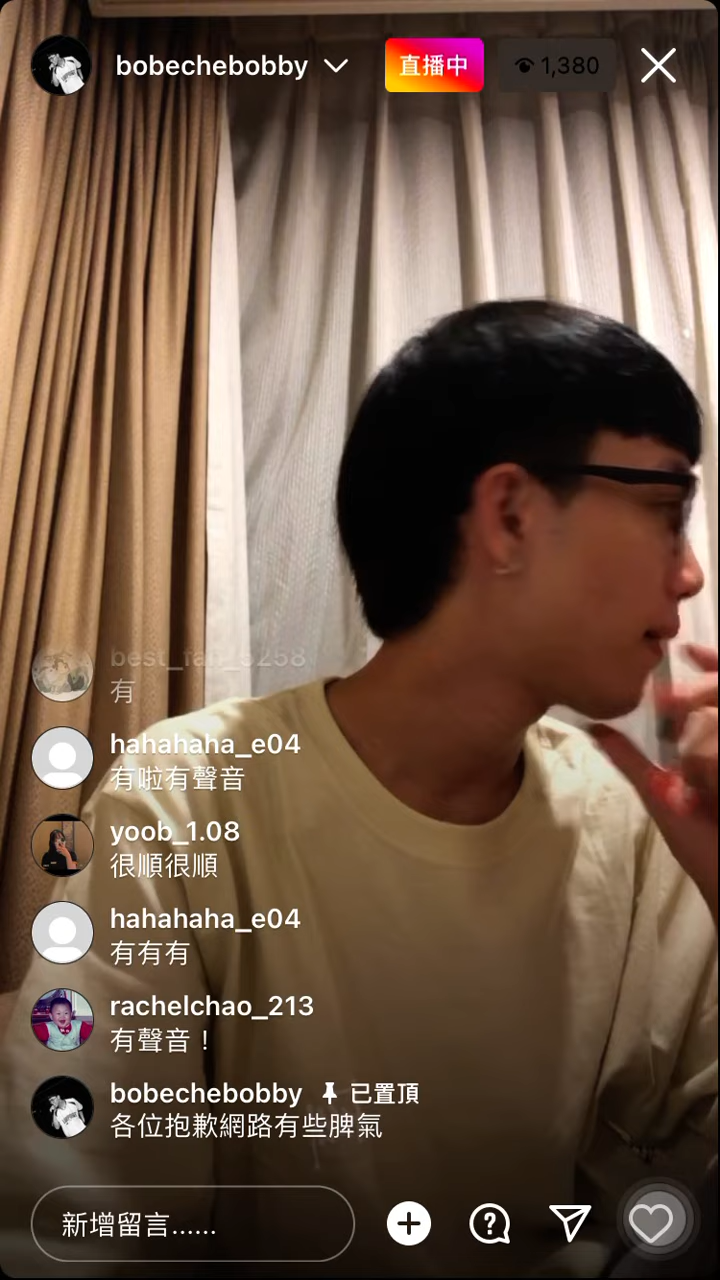 bobechebobby
直播中
1,380
best_fan_5258
有
hahahaha_e04
有啦有聲音
yoob_1.08
很順很順
hahahaha_e04
有有有
rachelchao_213
有聲音！
bobechebobby 已置頂
各位抱歉網路有些脾氣
新增留言......